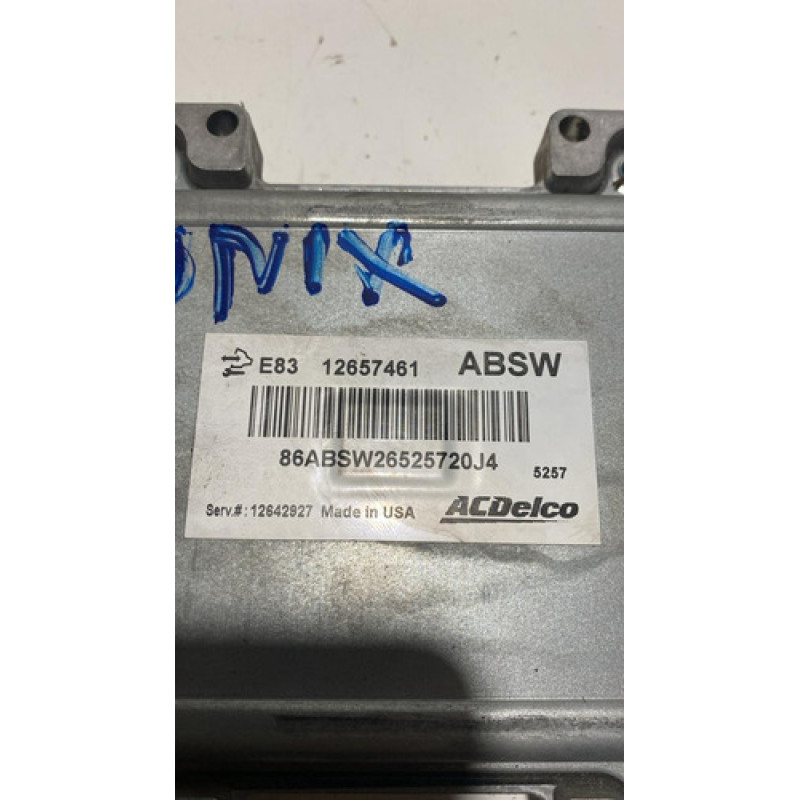 ONIX
E83 12657461 ABSW
86ABSW26525720J4
5257
Serv.#: 12642927 Made in USA
ACDelco